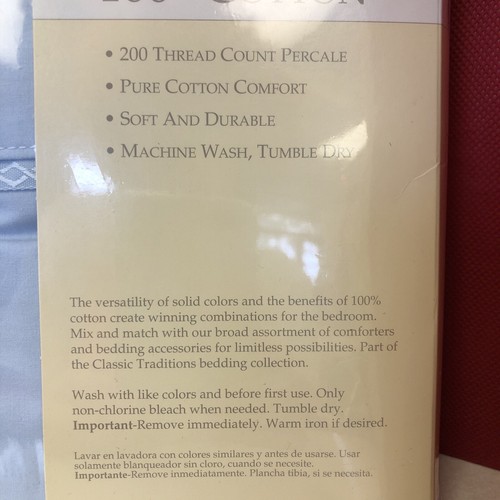 100% COTTON
• 200 THREAD COUNT PERCALE
• PURE COTTON COMFORT
• SOFT AND DURABLE
• MACHINE WASH, TUMBLE DRY
The versatility of solid colors and the benefits of 100%
cotton create winning combinations for the bedroom.
Mix and match with our broad assortment of comforters
and bedding accessories for limitless possibilities. Part of
the Classic Traditions bedding collection.
Wash with like colors and before first use. Only
non-chlorine bleach when needed. Tumble dry.
Important-Remove immediately. Warm iron if desired.
Lavar en lavadora con colores similares y antes de usarse. Usar
solamente blanqueador sin cloro, cuando se necesite.
Importante-Remove inmediatamente. Plancha tibia, si se necesita.